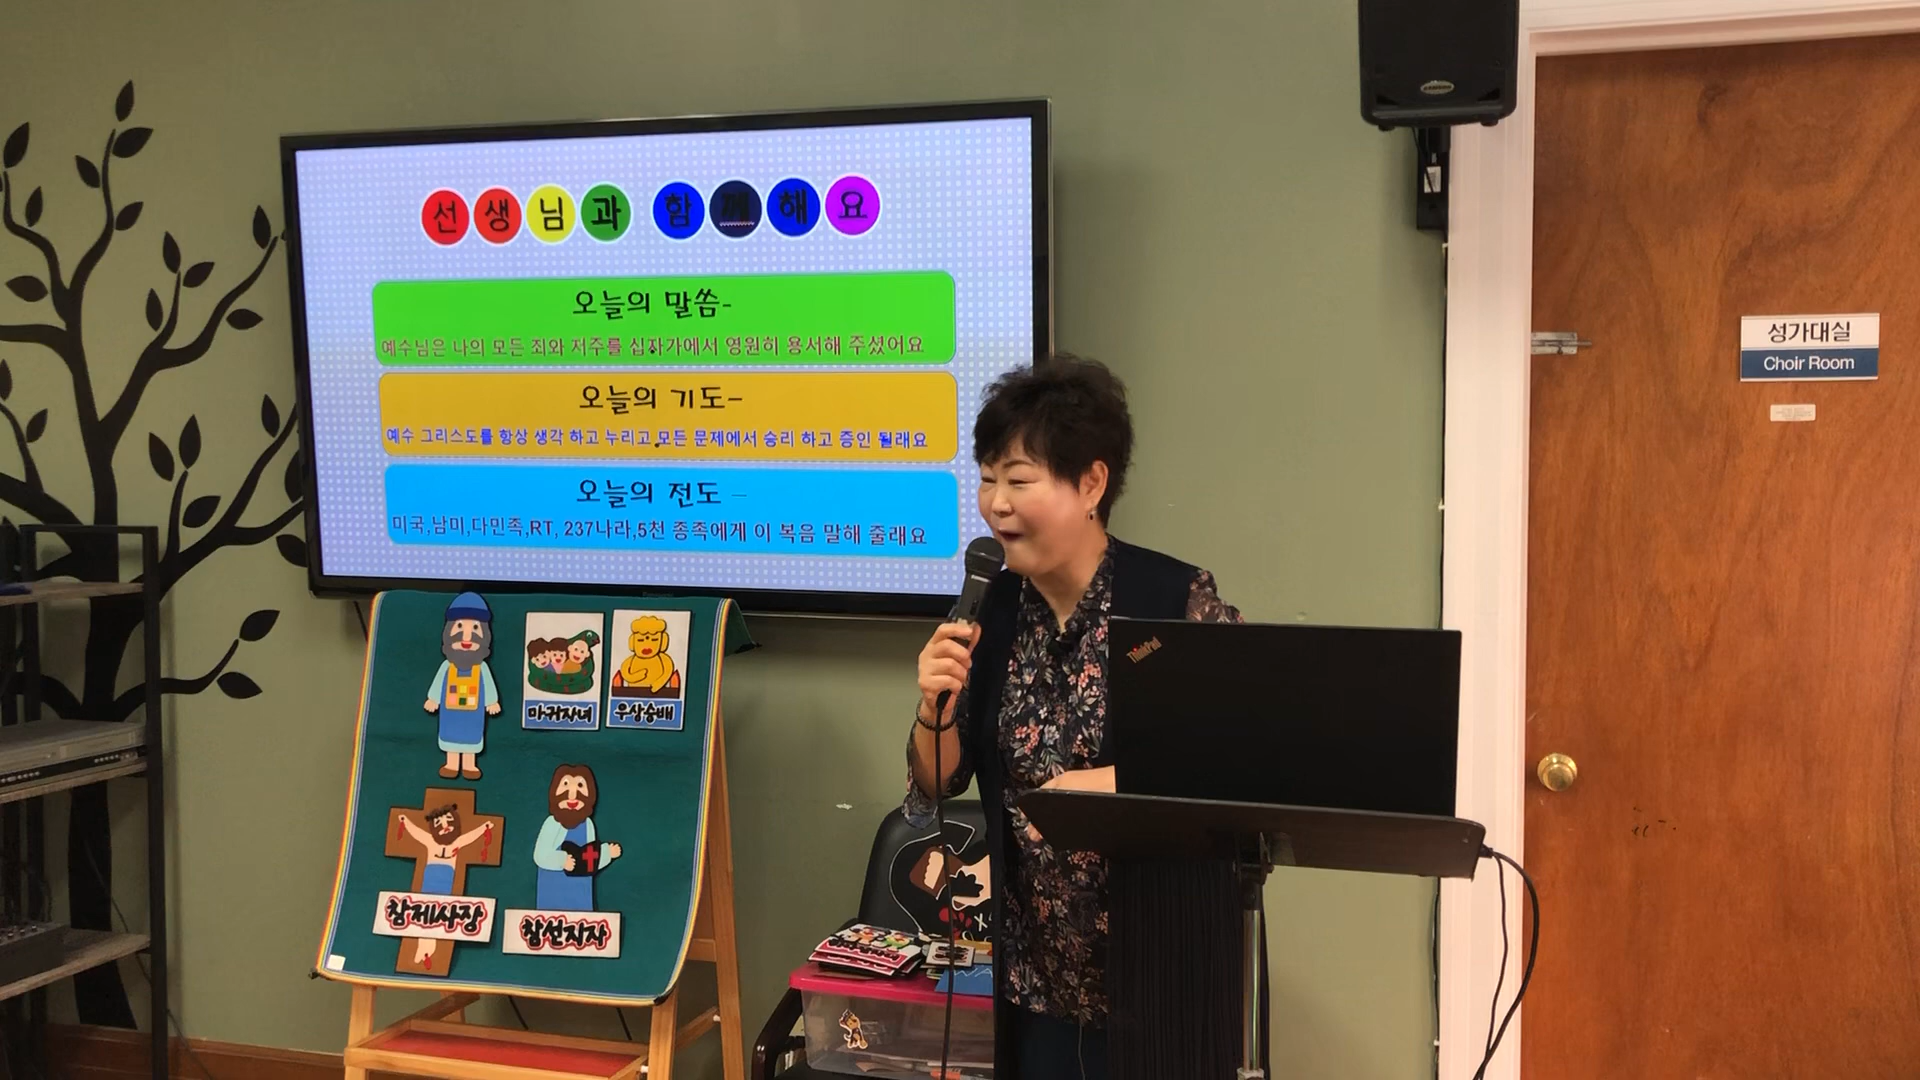 선생님과 함께해요
오늘의 말씀-
예수님은 나의 모든 죄와 저주를 십자가에서 영원히 용서해 주셨어요
오늘의 기도-
예수 그리스도를 항상 생각 하고 누리고 모든 문제에서 승리 하고 증인 될래요
오늘의 전도 -
미국,남미,다민족,RT, 237나라,5천 종족에게 이 복음 말해 줄래요
마귀자녀
우상숭배
참제사장
참선지자
ThinkPad
성가대실
Choir Room
SAMSON